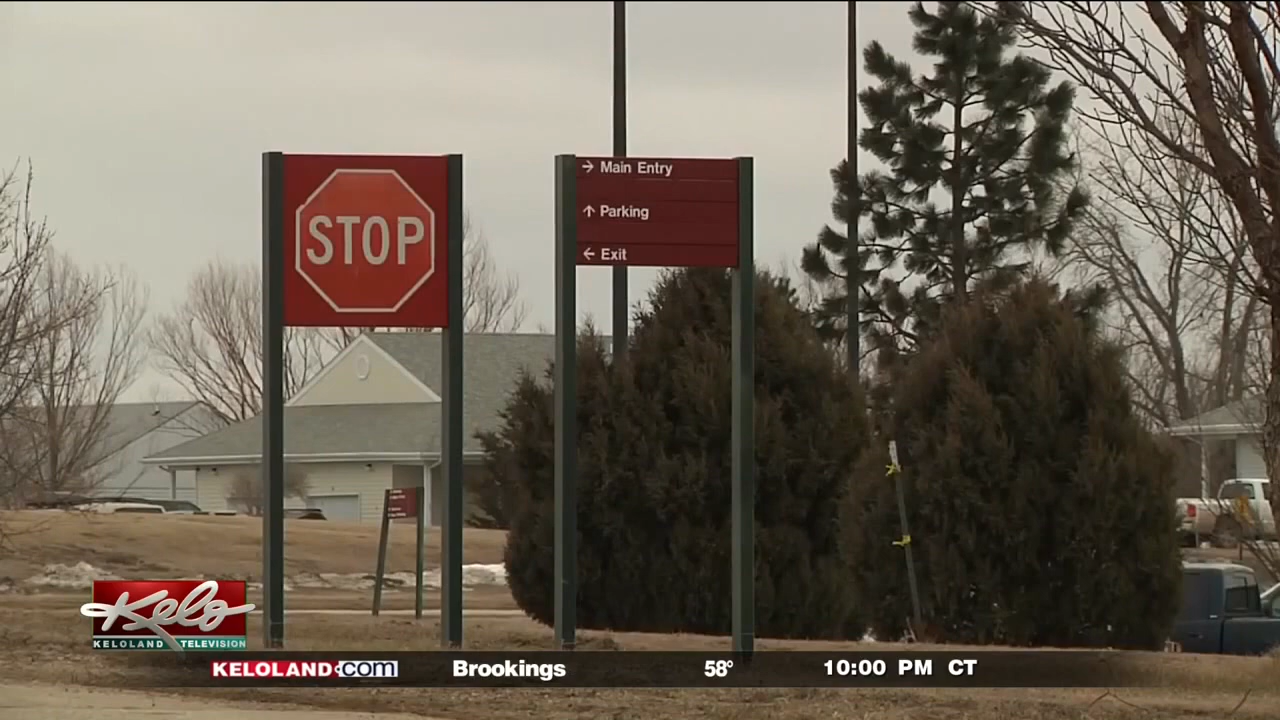 STOP
→ Main Entry
↑ Parking
← Exit
Kelo
KELOLAND TELEVISION
KELOLAND.com Brookings 58° 10:00 PM CT